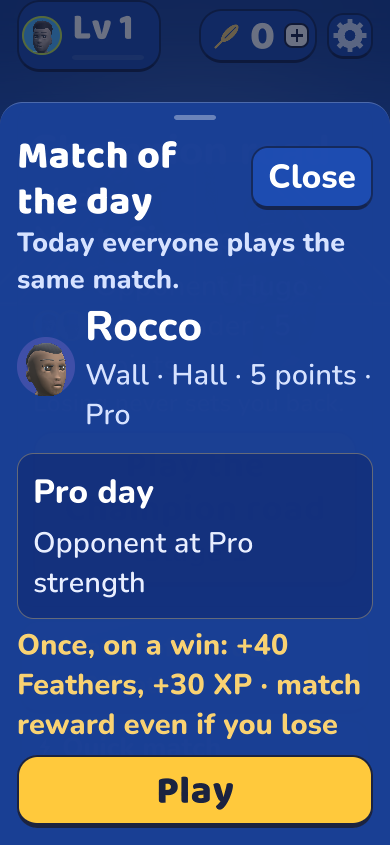 Lv 1
0
Match of
the day
Close
Today everyone plays the
same match.
Rocco
Wall · Hall · 5 points ·
Pro
Pro day
Opponent at Pro
strength
Once, on a win: +40
Feathers, +30 XP · match
reward even if you lose
Play